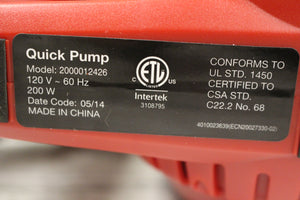 Quick Pump
Model: 2000012426
120 V ~ 60 Hz
200 W
Date Code: 05/14
MADE IN CHINA
ETL
C US
Intertek
3108795
CONFORMS TO
UL STD. 1450
CERTIFIED TO
CSA STD.
C22.2 No. 68
4010023639(ECN20027330-02)